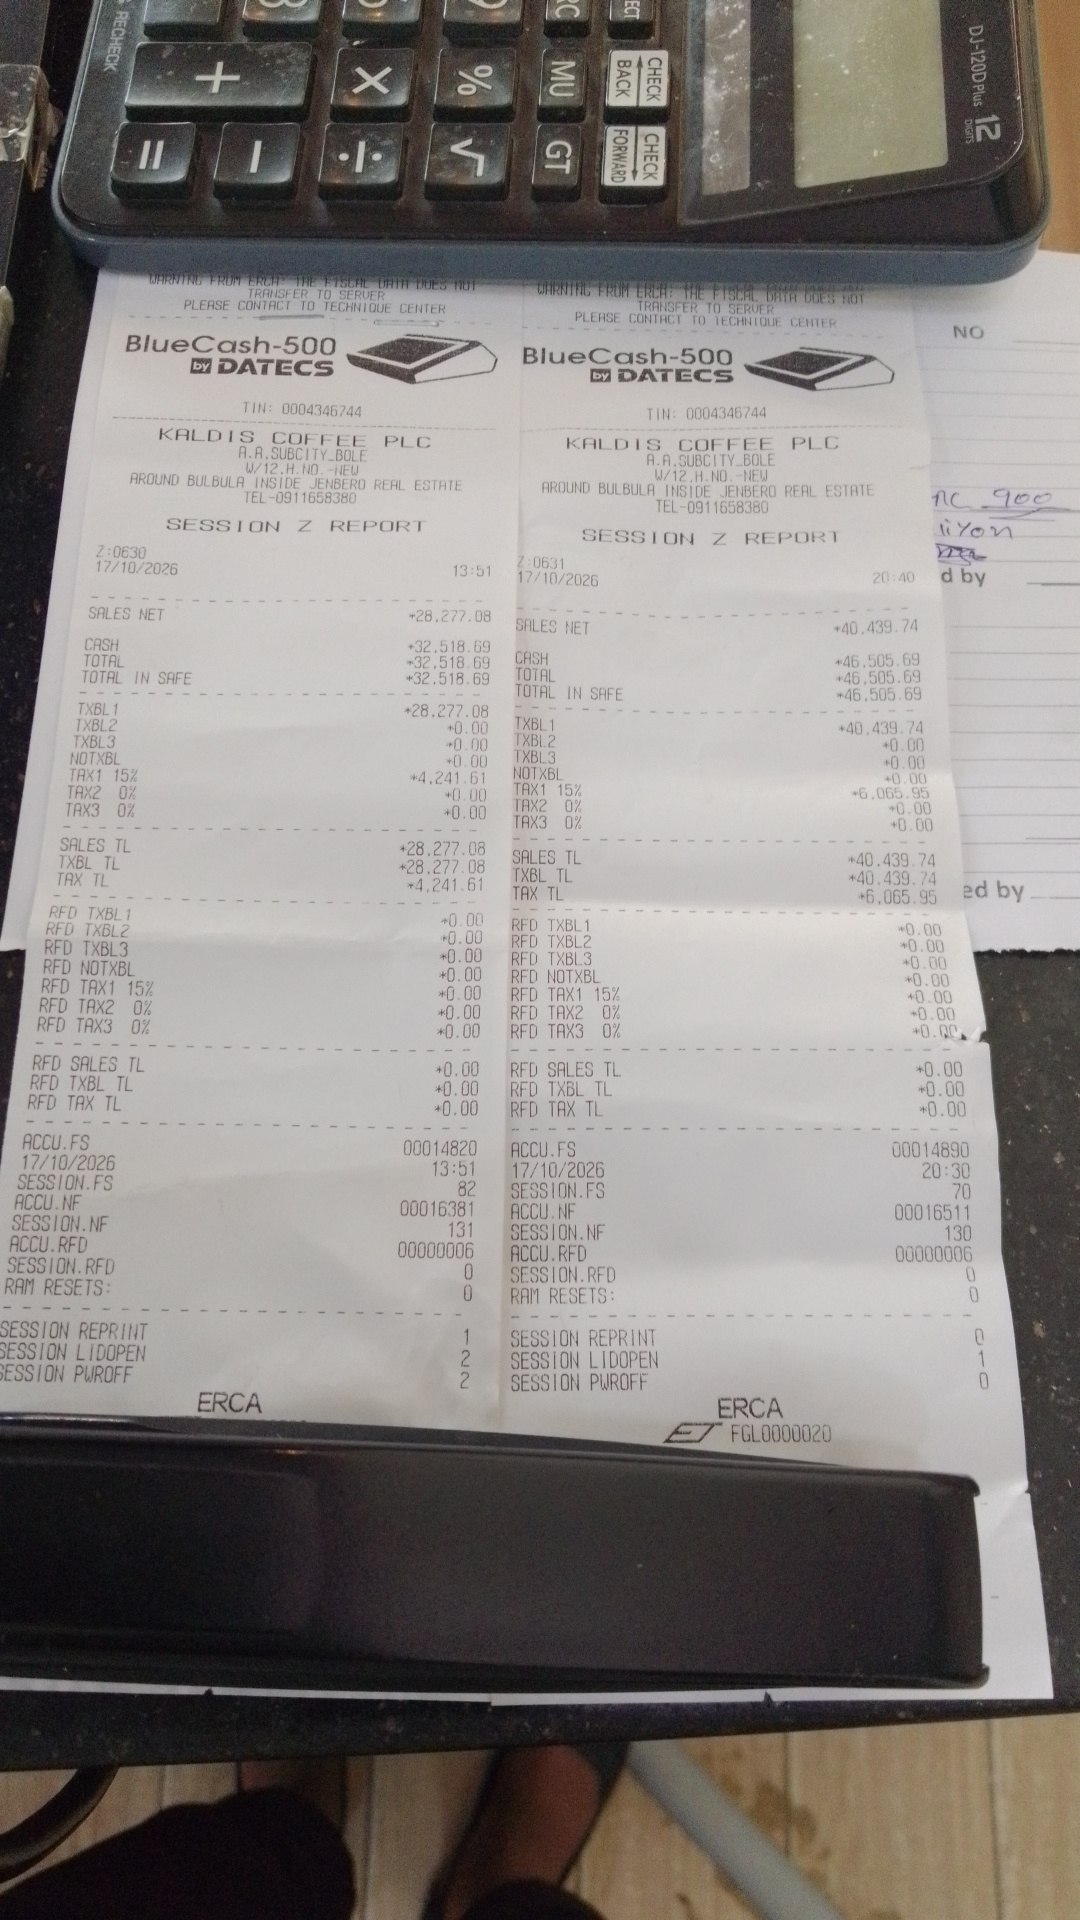 RECHECK
+
×
%
MU
CHECK BACK
=
-
÷
√
GT
CHECK FORWARD
DJ-120D Plus
12
DIGITS
WARNING FROM ERCA: THE FISCAL DATA DOES NOT
TRANSFER TO SERVER
PLEASE CONTACT TO TECHNIQUE CENTER
BlueCash-500
by DATECS
TIN: 0004346744
KALDIS COFFEE PLC
A.A.SUBCITY_BOLE
W/12.H.NO.-NEW
AROUND BULBULA INSIDE JENBERO REAL ESTATE
TEL-0911658380
SESSION Z REPORT
Z:0630
17/10/2026 13:51
SALES NET *28,277.08
CASH *32,518.69
TOTAL *32,518.69
TOTAL IN SAFE *32,518.69
TXBL1 *28,277.08
TXBL2 *0.00
TXBL3 *0.00
NOTXBL *0.00
TAX1 15% *4,241.61
TAX2 0% *0.00
TAX3 0% *0.00
SALES TL *28,277.08
TXBL TL *28,277.08
TAX TL *4,241.61
RFD TXBL1 *0.00
RFD TXBL2 *0.00
RFD TXBL3 *0.00
RFD NOTXBL *0.00
RFD TAX1 15% *0.00
RFD TAX2 0% *0.00
RFD TAX3 0% *0.00
RFD SALES TL *0.00
RFD TXBL TL *0.00
RFD TAX TL *0.00
ACCU.FS 00014820
17/10/2026 13:51
SESSION.FS 82
ACCU.NF 00016381
SESSION.NF 131
ACCU.RFD 00000006
SESSION.RFD 0
RAM RESETS: 0
SESSION REPRINT 1
SESSION LIDOPEN 2
SESSION PWROFF 2
ERCA
WARNING FROM ERCA: THE FISCAL DATA DOES NOT
TRANSFER TO SERVER
PLEASE CONTACT TO TECHNIQUE CENTER
BlueCash-500
by DATECS
TIN: 0004346744
KALDIS COFFEE PLC
A.A.SUBCITY_BOLE
W/12.H.NO.-NEW
AROUND BULBULA INSIDE JENBERO REAL ESTATE
TEL-0911658380
SESSION Z REPORT
Z:0631
17/10/2026 20:40
SALES NET *40,439.74
CASH *46,505.69
TOTAL *46,505.69
TOTAL IN SAFE *46,505.69
TXBL1 *40,439.74
TXBL2 *0.00
TXBL3 *0.00
NOTXBL *0.00
TAX1 15% *6,065.95
TAX2 0% *0.00
TAX3 0% *0.00
SALES TL *40,439.74
TXBL TL *40,439.74
TAX TL *6,065.95
RFD TXBL1 *0.00
RFD TXBL2 *0.00
RFD TXBL3 *0.00
RFD NOTXBL *0.00
RFD TAX1 15% *0.00
RFD TAX2 0% *0.00
RFD TAX3 0% *0.00
RFD SALES TL *0.00
RFD TXBL TL *0.00
RFD TAX TL *0.00
ACCU.FS 00014890
17/10/2026 20:30
SESSION.FS 70
ACCU.NF 00016511
SESSION.NF 130
ACCU.RFD 00000006
SESSION.RFD 0
RAM RESETS: 0
SESSION REPRINT 0
SESSION LIDOPEN 1
SESSION PWROFF 0
ERCA
ET FGL0000020
NO
900
d by
ed by